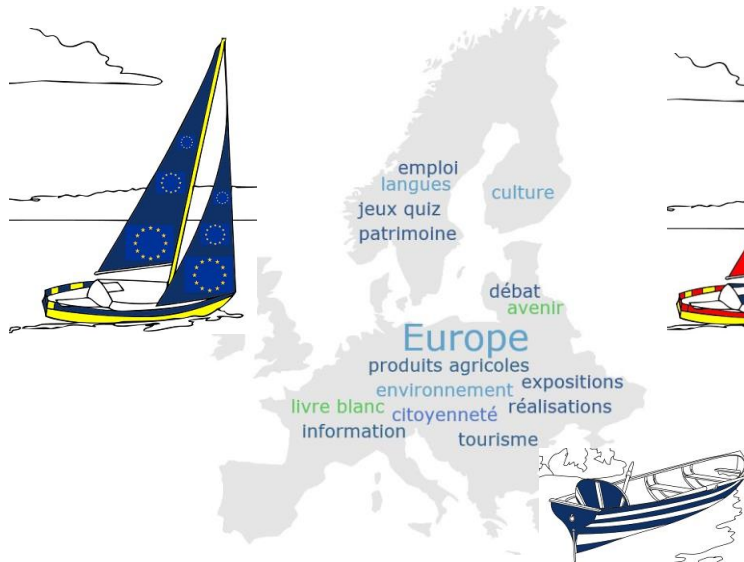 emploi
langues
culture
jeux quiz
patrimoine
débat
avenir
Europe
produits agricoles
environnement
expositions
livre blanc
citoyenneté
réalisations
information
tourisme